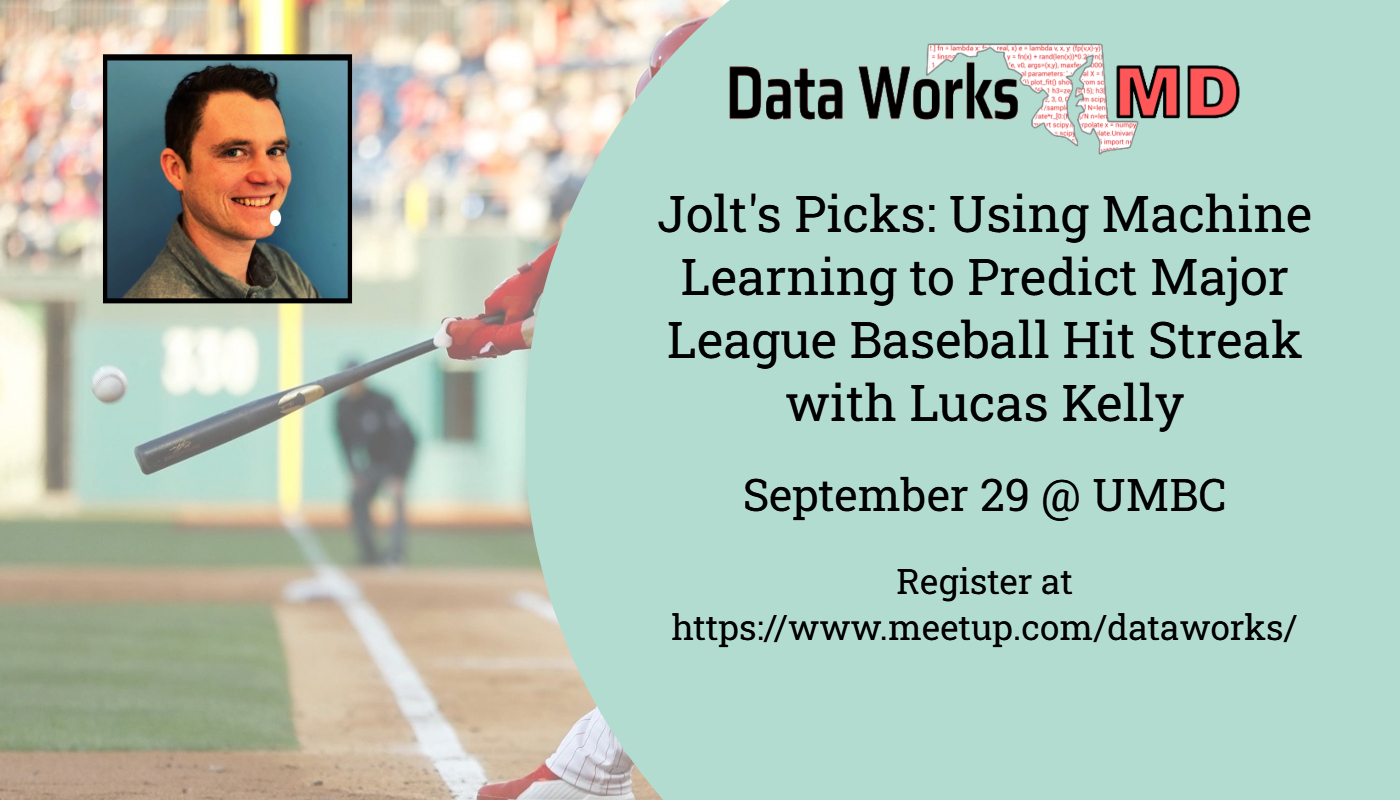 Data Works MD
Jolt's Picks: Using Machine
Learning to Predict Major
League Baseball Hit Streak
with Lucas Kelly
September 29 @ UMBC
Register at
https://www.meetup.com/dataworks/
330